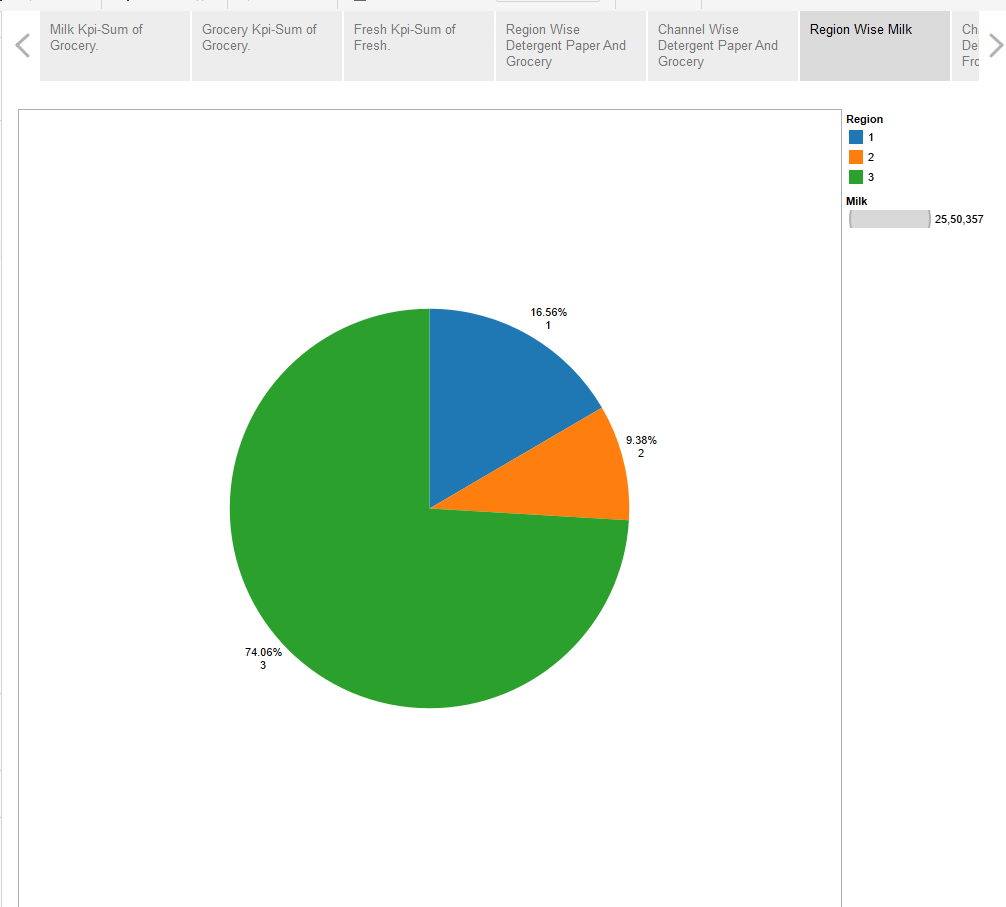 Milk Kpi-Sum of
Grocery.
Grocery Kpi-Sum of
Grocery.
Fresh Kpi-Sum of
Fresh.
Region Wise
Detergent Paper And
Grocery
Channel Wise
Detergent Paper And
Grocery
Region Wise Milk
Region
1
2
3
Milk
25,50,357
16.56%
1
9.38%
2
74.06%
3